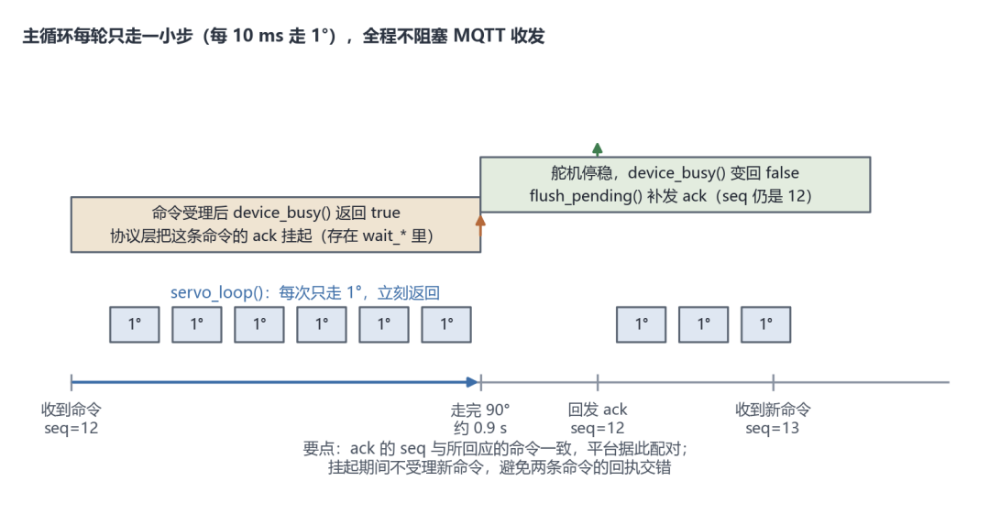 主循环每轮只走一小步（每 10 ms 走 1°），全程不阻塞 MQTT 收发
舵机停稳，device_busy() 变回 false
flush_pending() 补发 ack（seq 仍是 12）
命令受理后 device_busy() 返回 true
协议层把这条命令的 ack 挂起（存在 wait_* 里）
servo_loop()：每次只走 1°，立刻返回
1° 1° 1° 1° 1° 1° 1° 1° 1°
收到命令
seq=12
走完 90°
约 0.9 s
回发 ack
seq=12
收到新命令
seq=13
要点：ack 的 seq 与所回应的命令一致，平台据此配对；
挂起期间不受理新命令，避免两条命令的回执交错